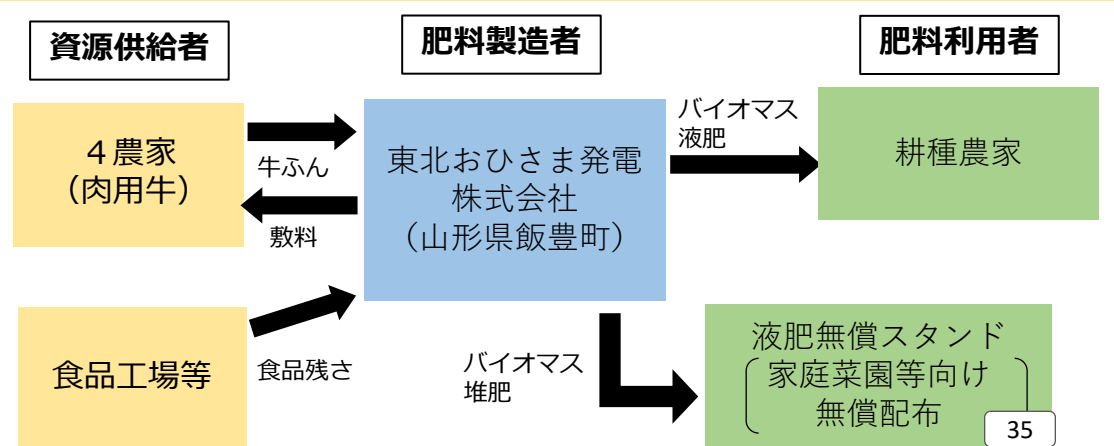 資源供給者
肥料製造者
肥料利用者
4農家
(肉用牛)
牛ふん
敷料
東北おひさま発電
株式会社
(山形県飯豊町)
バイオマス
液肥
耕種農家
食品工場等
食品残さ
バイオマス
堆肥
液肥無償スタンド
家庭菜園等向け
無償配布
35